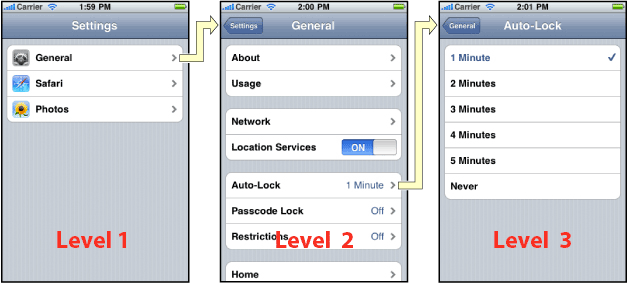 Carrier 1:59 PM
Settings
General
Safari
Photos
Level 1
Carrier 2:00 PM
Settings General
About
Usage
Network
Location Services ON
Auto-Lock 1 Minute
Passcode Lock Off
Restrictions Off
Level 2
Home
Carrier 2:01 PM
General Auto-Lock
1 Minute
2 Minutes
3 Minutes
4 Minutes
5 Minutes
Never
Level 3